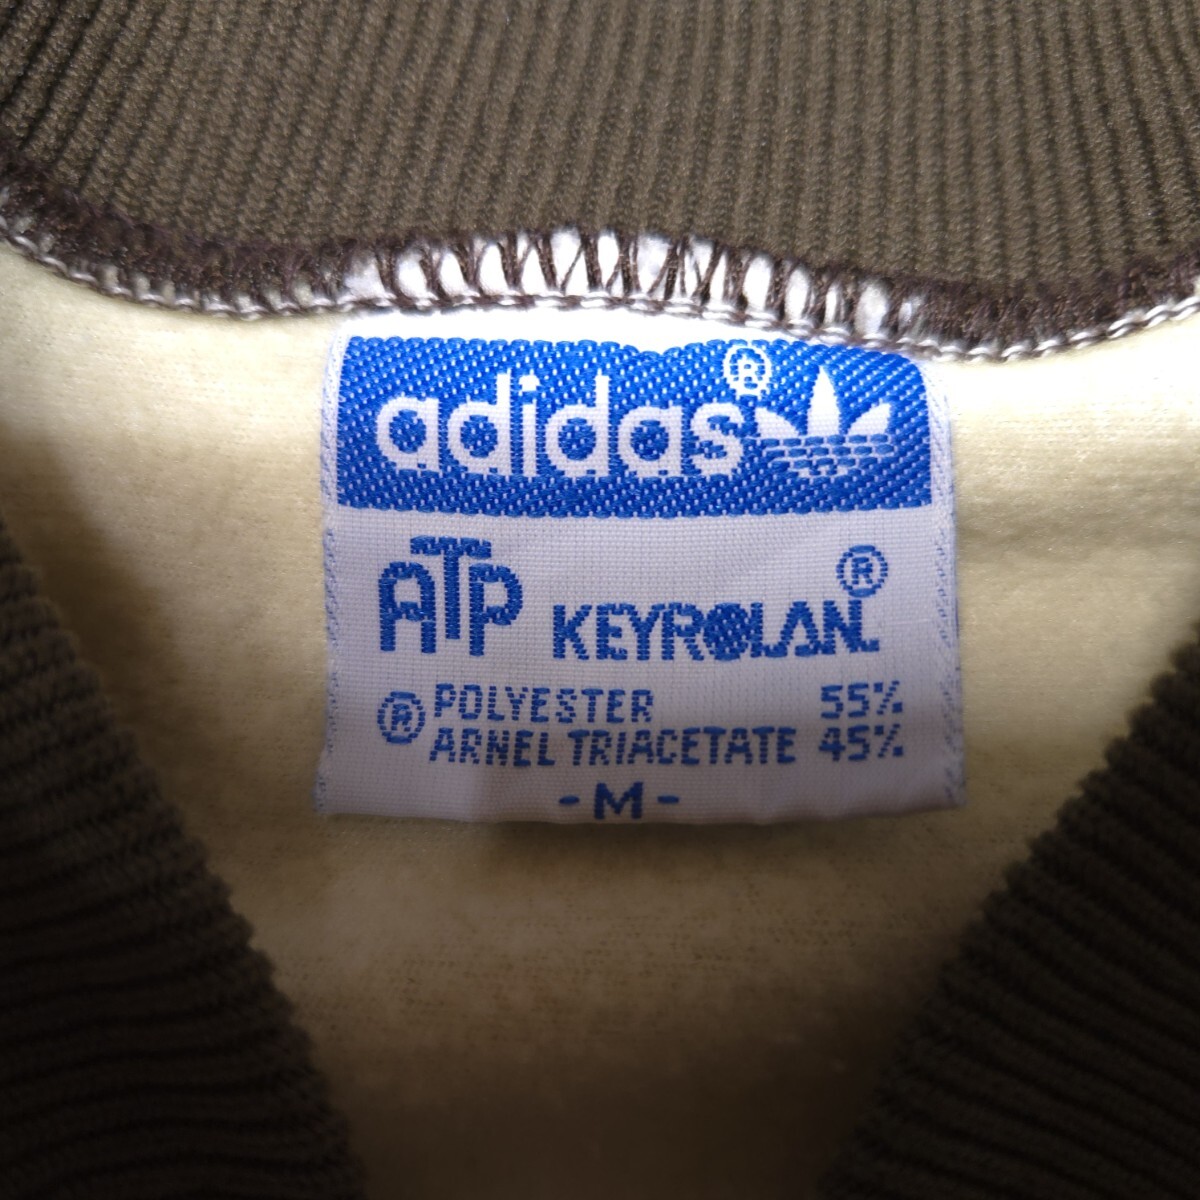 adidas®
ATP KEYROLAN®
® POLYESTER 55%
ARNEL TRIACETATE 45%
-M-